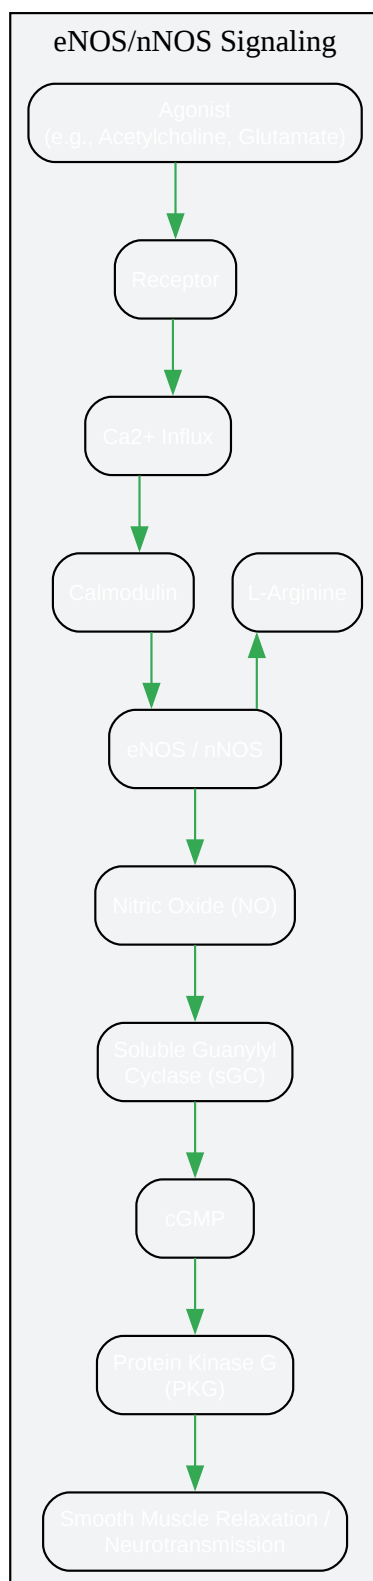 eNOS/nNOS Signaling
Agonist
(e.g., Acetylcholine, Glutamate)
Receptor
Ca2+ Influx
Calmodulin
L-Arginine
eNOS / nNOS
Nitric Oxide (NO)
Soluble Guanylyl
Cyclase (sGC)
cGMP
Protein Kinase G
(PKG)
Smooth Muscle Relaxation /
Neurotransmission